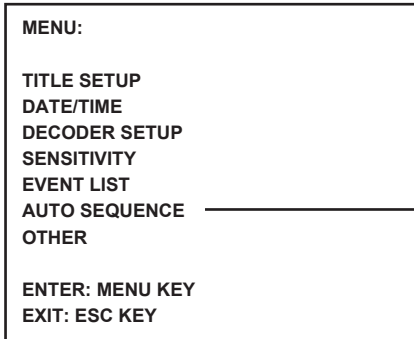 MENU:
TITLE SETUP
DATE/TIME
DECODER SETUP
SENSITIVITY
EVENT LIST
AUTO SEQUENCE
OTHER
ENTER: MENU KEY
EXIT: ESC KEY